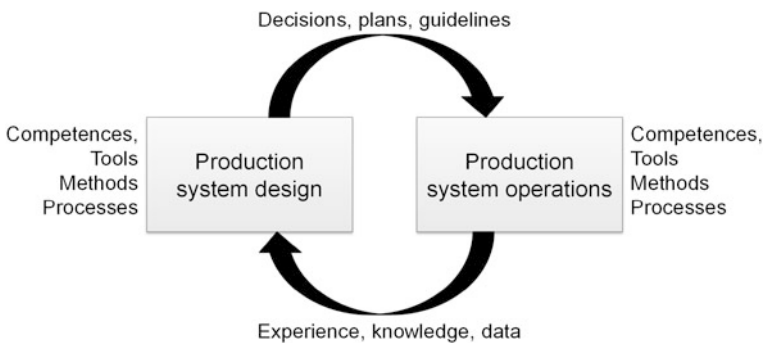 Decisions, plans, guidelines
Competences,
Tools
Methods
Processes
Production
system design
Production
system operations
Competences,
Tools
Methods
Processes
Experience, knowledge, data